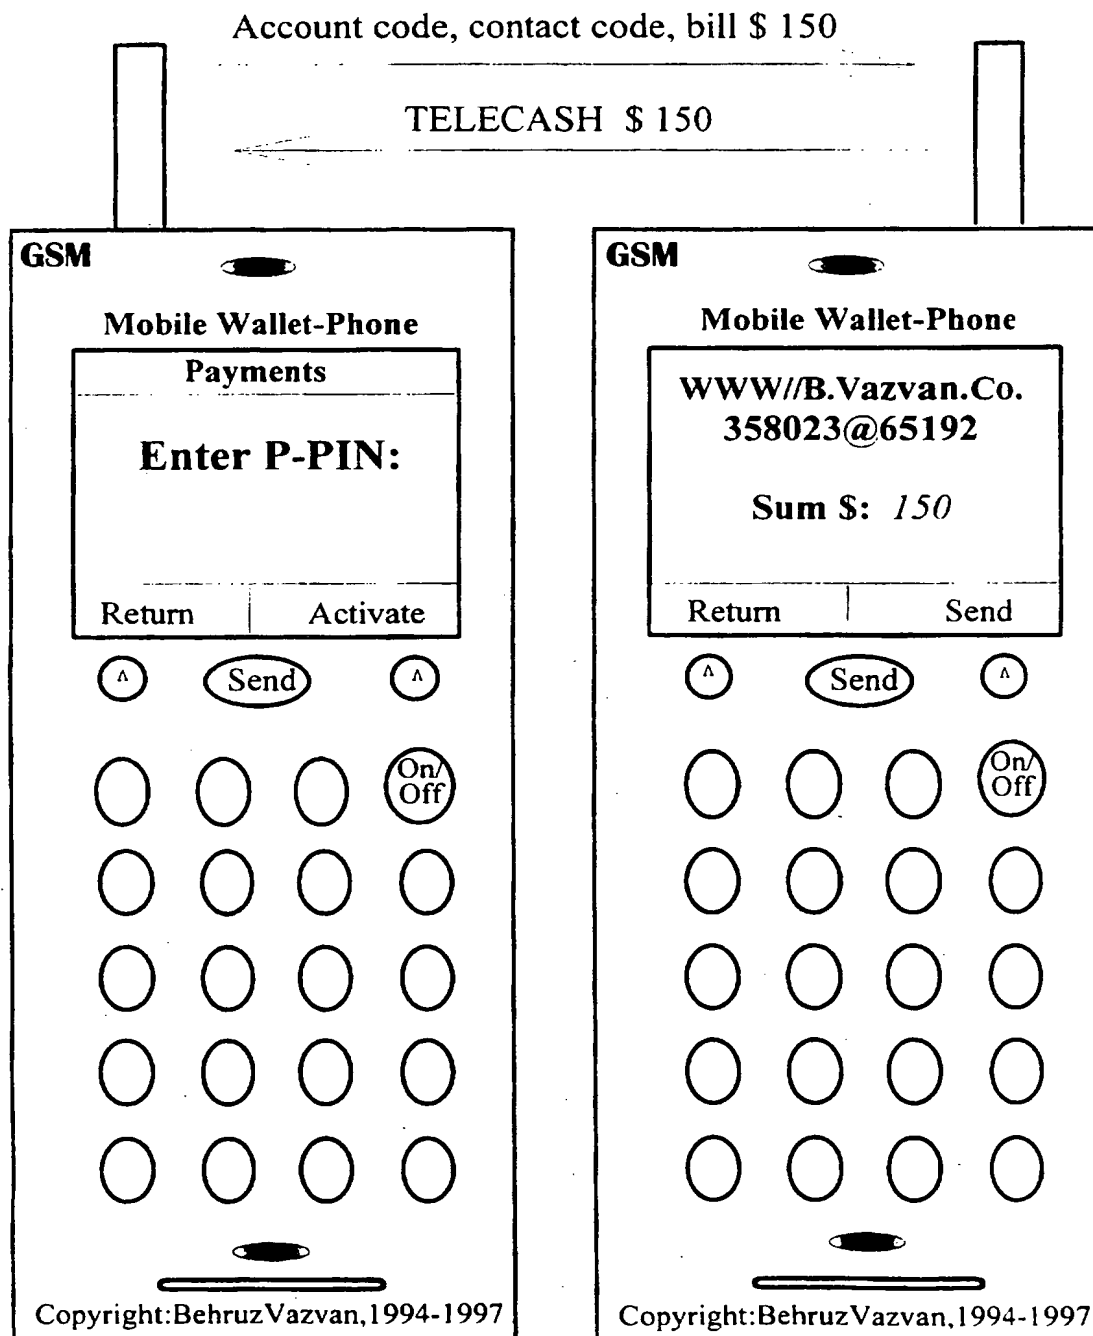 Account code, contact code, bill $ 150
TELECASH $ 150
GSM
Mobile Wallet-Phone
Payments
Enter P-PIN:
Return Activate
^ Send ^
On/
Off
Copyright:BehruzVazvan,1994-1997
GSM
Mobile Wallet-Phone
WWW//B.Vazvan.Co.
358023@65192
Sum $: 150
Return Send
^ Send ^
On/
Off
Copyright:BehruzVazvan,1994-1997